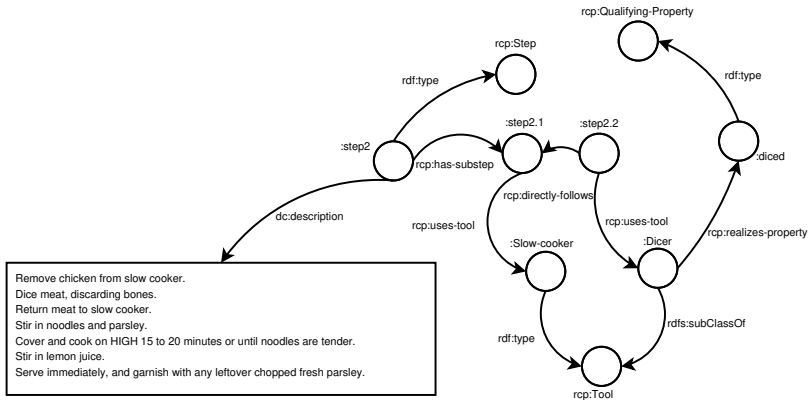 rcp:Qualifying-Property
rcp:Step
rdf:type
rdf:type
:step2.1
:step2.2
:step2
:diced
rcp:has-substep
rcp:directly-follows
dc:description
rcp:uses-tool
rcp:uses-tool
rcp:realizes-property
:Slow-cooker
:Dicer
Remove chicken from slow cooker.
Dice meat, discarding bones.
Return meat to slow cooker.
Stir in noodles and parsley.
Cover and cook on HIGH 15 to 20 minutes or until noodles are tender.
Stir in lemon juice.
Serve immediately, and garnish with any leftover chopped fresh parsley.
rdf:type
rdfs:subClassOf
rcp:Tool